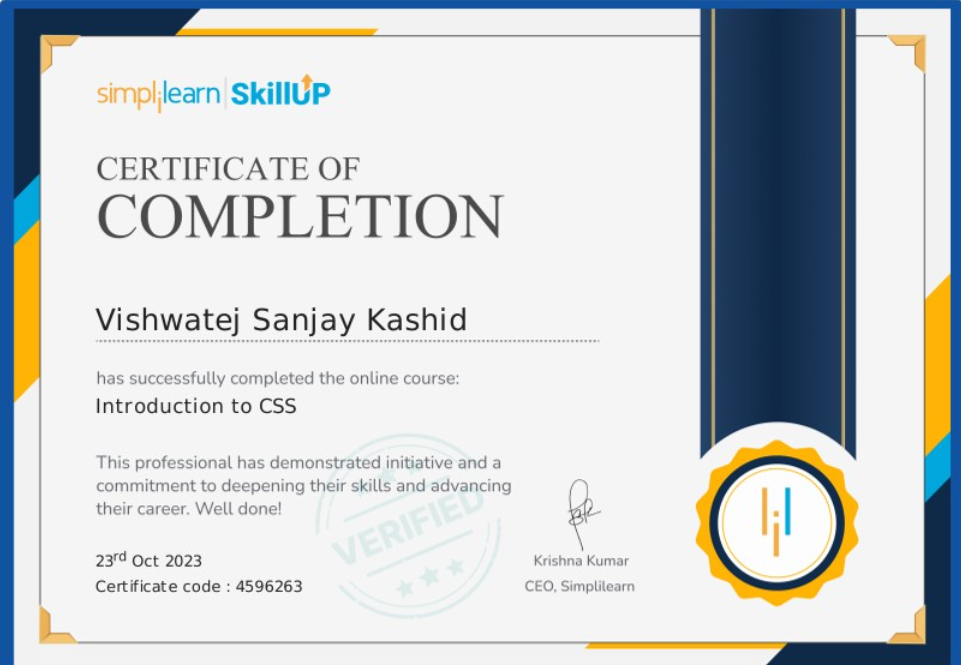 simplilearn | SkillUP
CERTIFICATE OF
COMPLETION
Vishwatej Sanjay Kashid
has successfully completed the online course:
Introduction to CSS
This professional has demonstrated initiative and a
commitment to deepening their skills and advancing
their career. Well done!
VERIFIED
23rd Oct 2023
Certificate code : 4596263
Krishna Kumar
CEO, Simplilearn